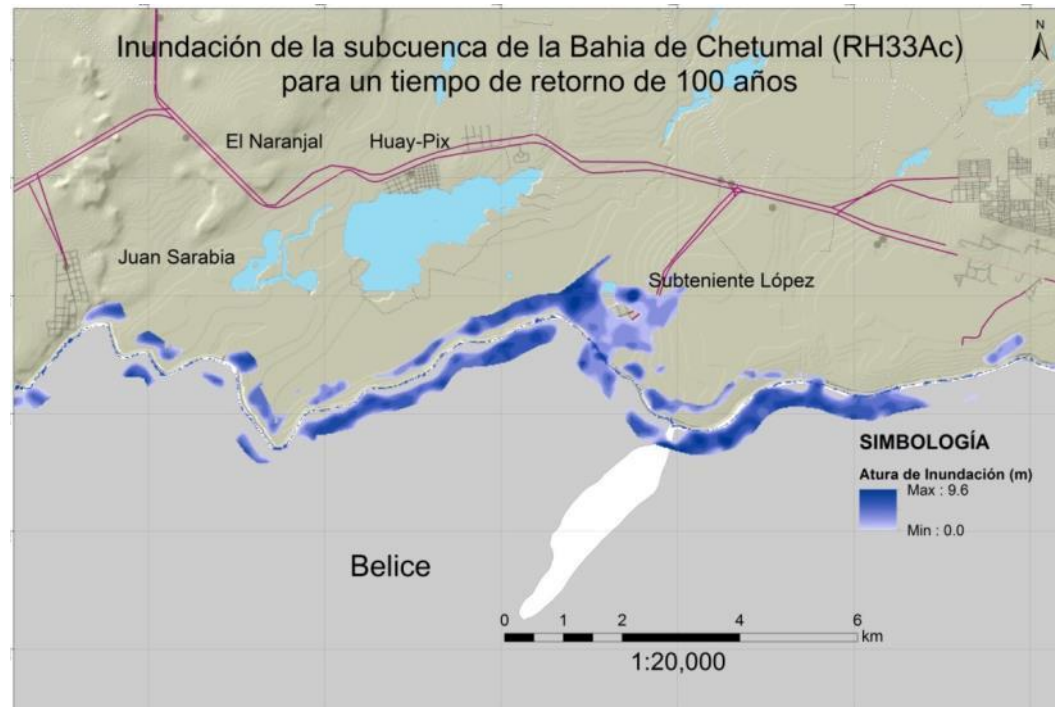 Inundación de la subcuenca de la Bahia de Chetumal (RH33Ac)
para un tiempo de retorno de 100 años
N
El Naranjal
Huay-Pix
Juan Sarabia
Subteniente López
SIMBOLOGÍA
Atura de Inundación (m)
Max : 9.6
Min : 0.0
Belice
0 1 2 4 6
km
1:20,000